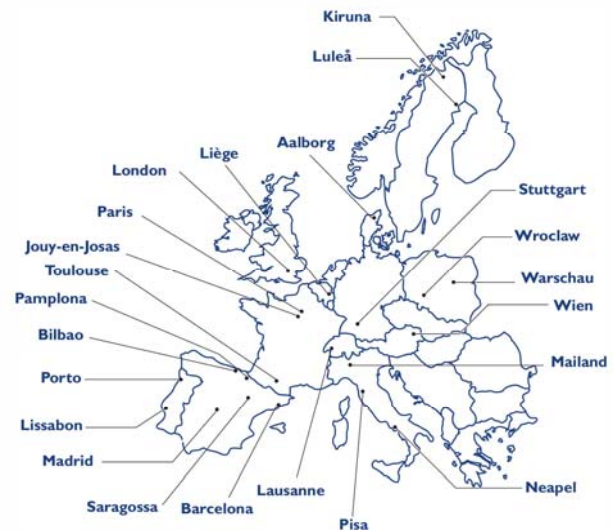 Kiruna
Luleå
Aalborg
Liège
London
Stuttgart
Paris
Wroclaw
Jouy-en-Josas
Toulouse
Warschau
Pamplona
Wien
Bilbao
Mailand
Porto
Lissabon
Madrid
Neapel
Lausanne
Saragossa
Barcelona
Pisa